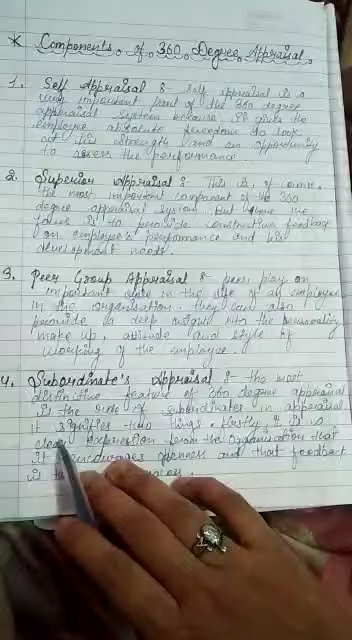 * Components of 360 Degree Appraisal.
1. Self Appraisal :- Self appraisal is a
very important part of the 360 degree
appraisal system because it gives the
employee absolute freedom to look
at his strength and an opportunity
to assess the performance
2. Superior Appraisal :- This is, of course,
the most important component of the 360
degree appraisal system. But here the
focus is to provide constructive feedback
on employee's performance and his
development needs.
3. Peer Group Appraisal :- peer, play an
important role in the life of an employee
in the organisation. they can also
provide a deep insight into the personality
make up, attitude and style of
working of the employee.
4. Subordinate's Appraisal :- the most
distinctive feature of 360 degree appraisal
is the role of subordinates in appraisal
it signifies two things. Firstly, it is a
clear expression from the Organisation that
it encourages openness and that feedback
is